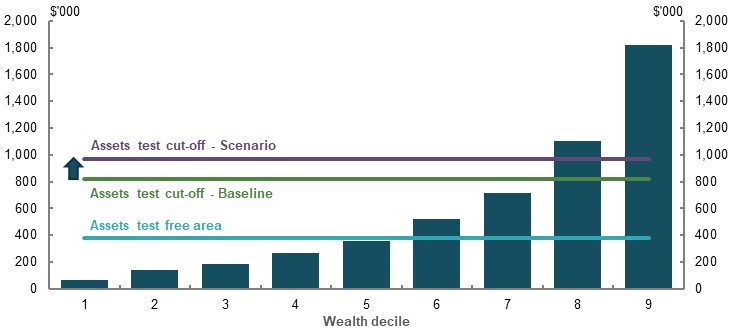 $'000 $'000
2,000 2,000
1,800 1,800
1,600 1,600
1,400 1,400
1,200 1,200
Assets test cut-off - Scenario
1,000 1,000
800 800
Assets test cut-off - Baseline
600 600
Assets test free area
400 400
200 200
0 0
1 2 3 4 5 6 7 8 9
Wealth decile